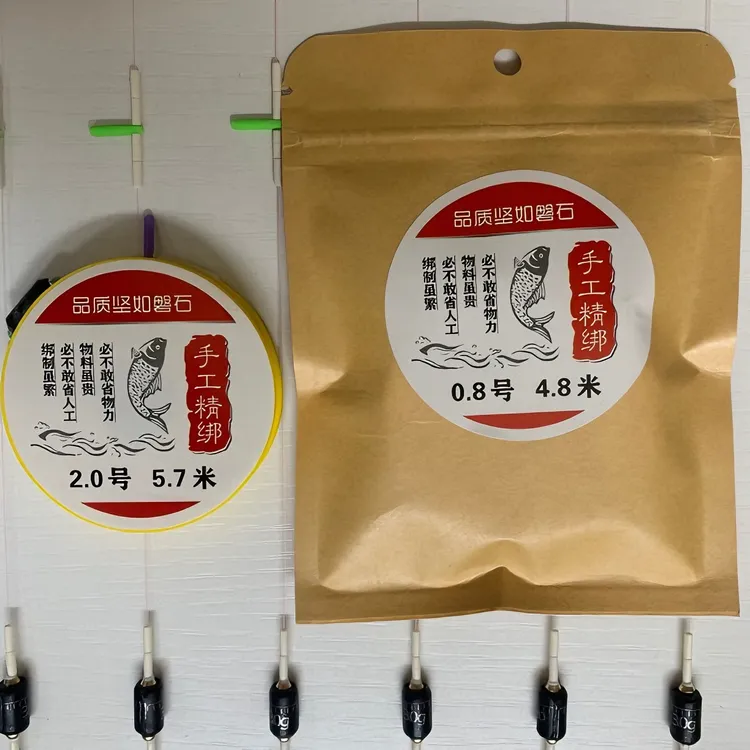 品质坚如磐石
绑制虽繁
必不敢省人工
物料虽贵
必不敢省物力
手工精绑
2.0号 5.7米
品质坚如磐石
绑制虽繁
必不敢省人工
物料虽贵
必不敢省物力
手工精绑
0.8号 4.8米
30g
30g
30g